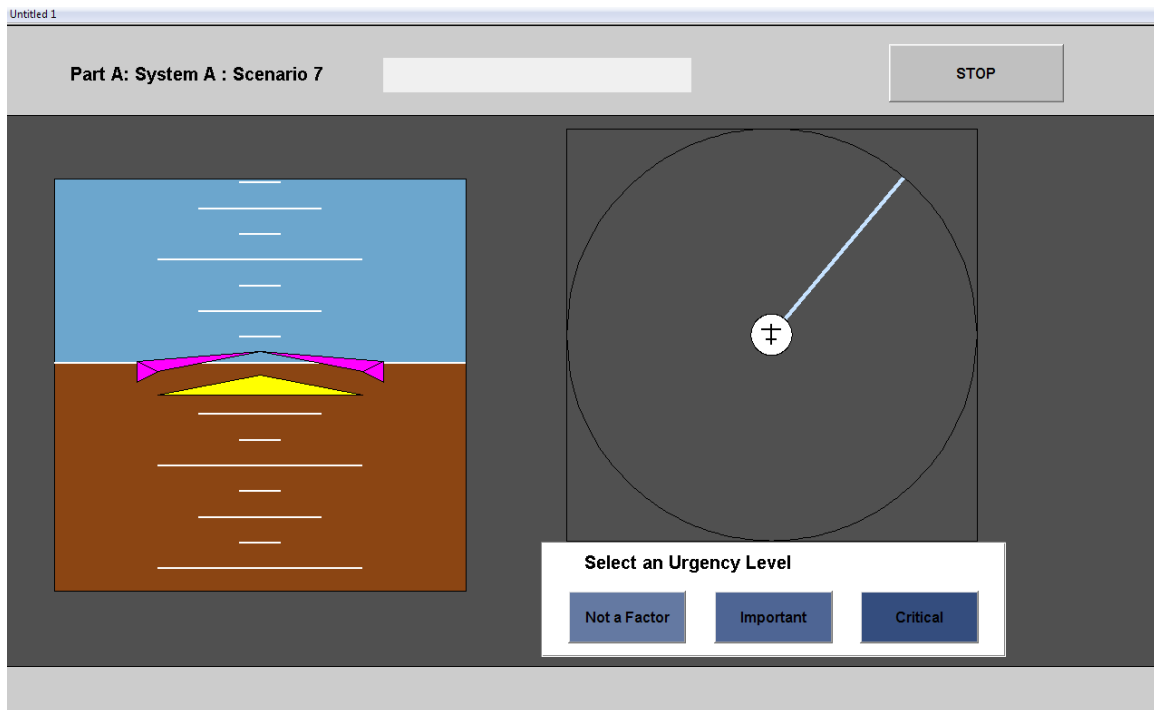 Untitled 1
Part A: System A : Scenario 7
STOP
Select an Urgency Level
Not a Factor
Important
Critical